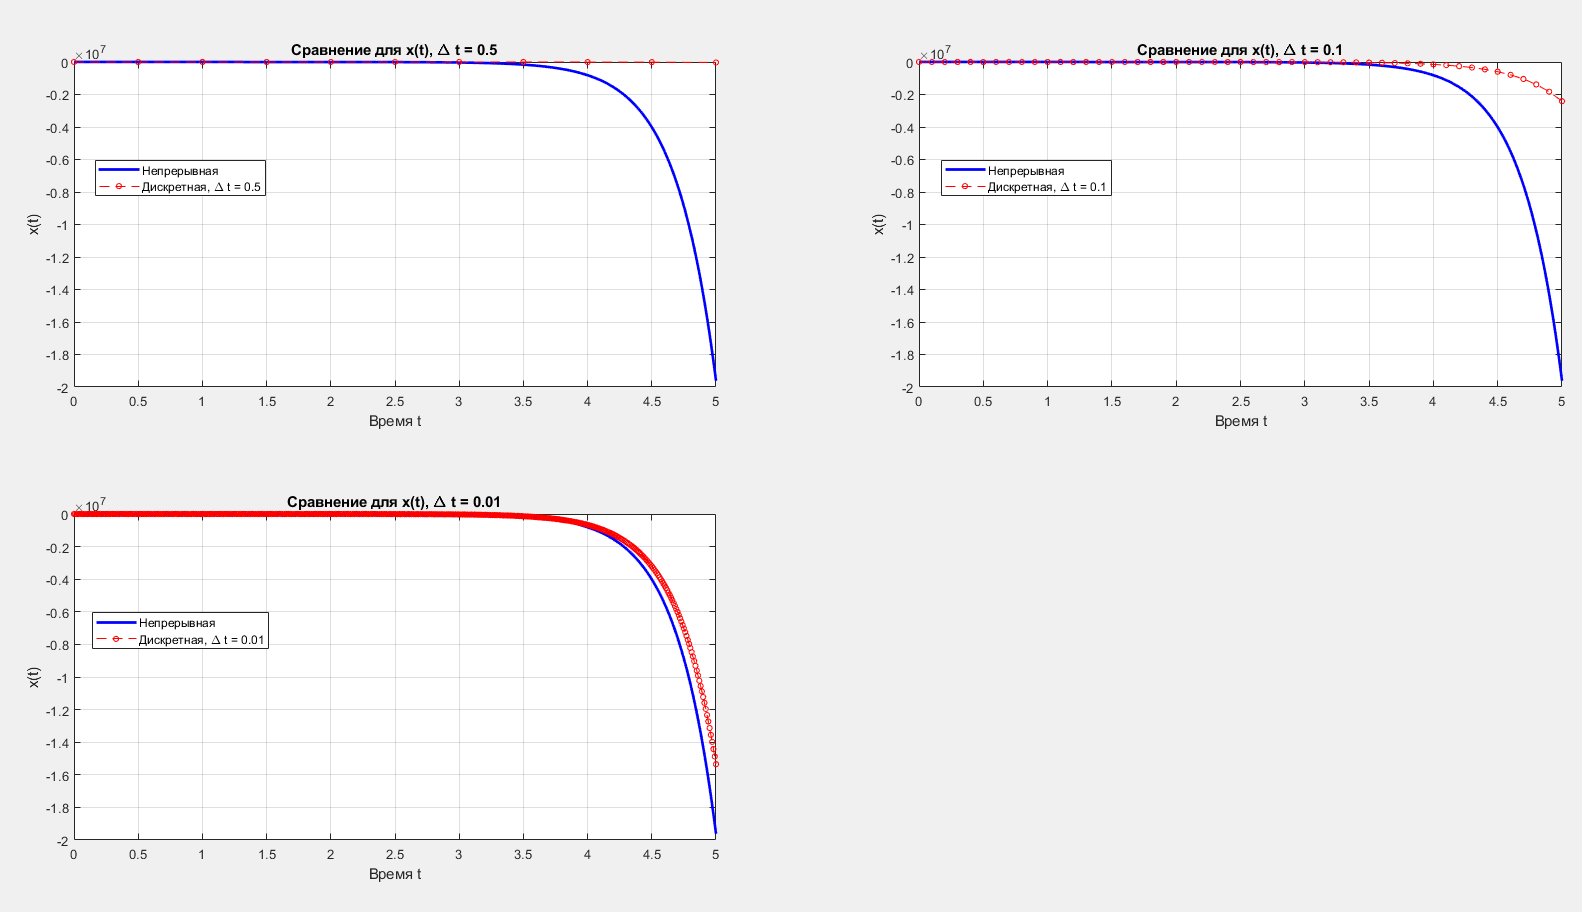 Сравнение для x(t), Δ t = 0.5
×10^7
0
-0.2
-0.4
-0.6
-0.8
-1
-1.2
-1.4
-1.6
-1.8
-2
x(t)
Непрерывная
Дискретная, Δ t = 0.5
0 0.5 1 1.5 2 2.5 3 3.5 4 4.5 5
Время t
Сравнение для x(t), Δ t = 0.1
×10^7
0
-0.2
-0.4
-0.6
-0.8
-1
-1.2
-1.4
-1.6
-1.8
-2
x(t)
Непрерывная
Дискретная, Δ t = 0.1
0 0.5 1 1.5 2 2.5 3 3.5 4 4.5 5
Время t
Сравнение для x(t), Δ t = 0.01
×10^7
0
-0.2
-0.4
-0.6
-0.8
-1
-1.2
-1.4
-1.6
-1.8
-2
x(t)
Непрерывная
Дискретная, Δ t = 0.01
0 0.5 1 1.5 2 2.5 3 3.5 4 4.5 5
Время t